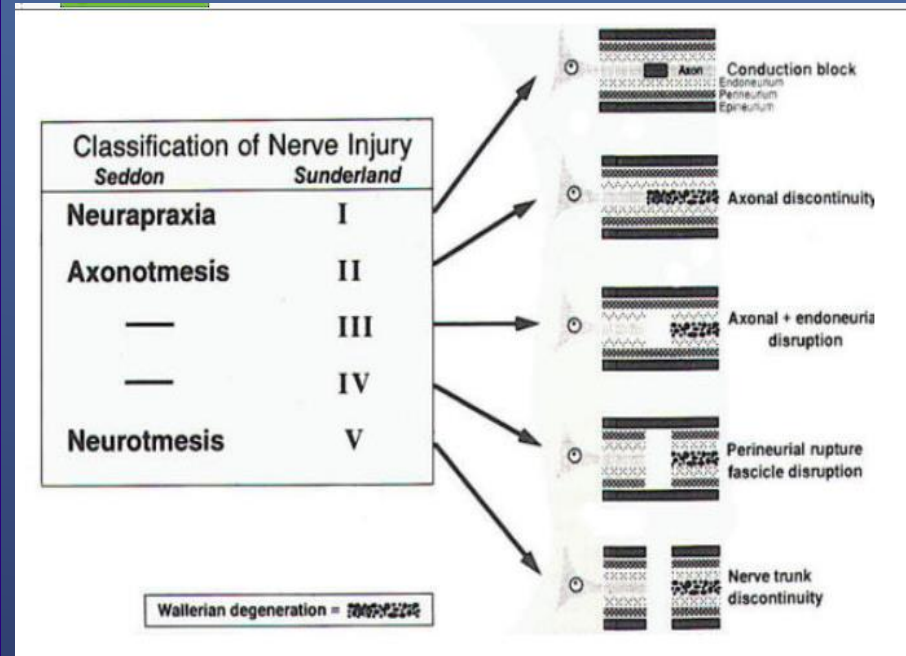 Classification of Nerve Injury
Seddon Sunderland
Neurapraxia I
Axonotmesis II
— III
— IV
Neurotmesis V
Wallerian degeneration =
Axon
Conduction block
Endoneurium
Perineurium
Epineurium
Axonal discontinuity
Axonal + endoneuria
disruption
Perineurial rupture
fascicle disruption
Nerve trunk
discontinuity